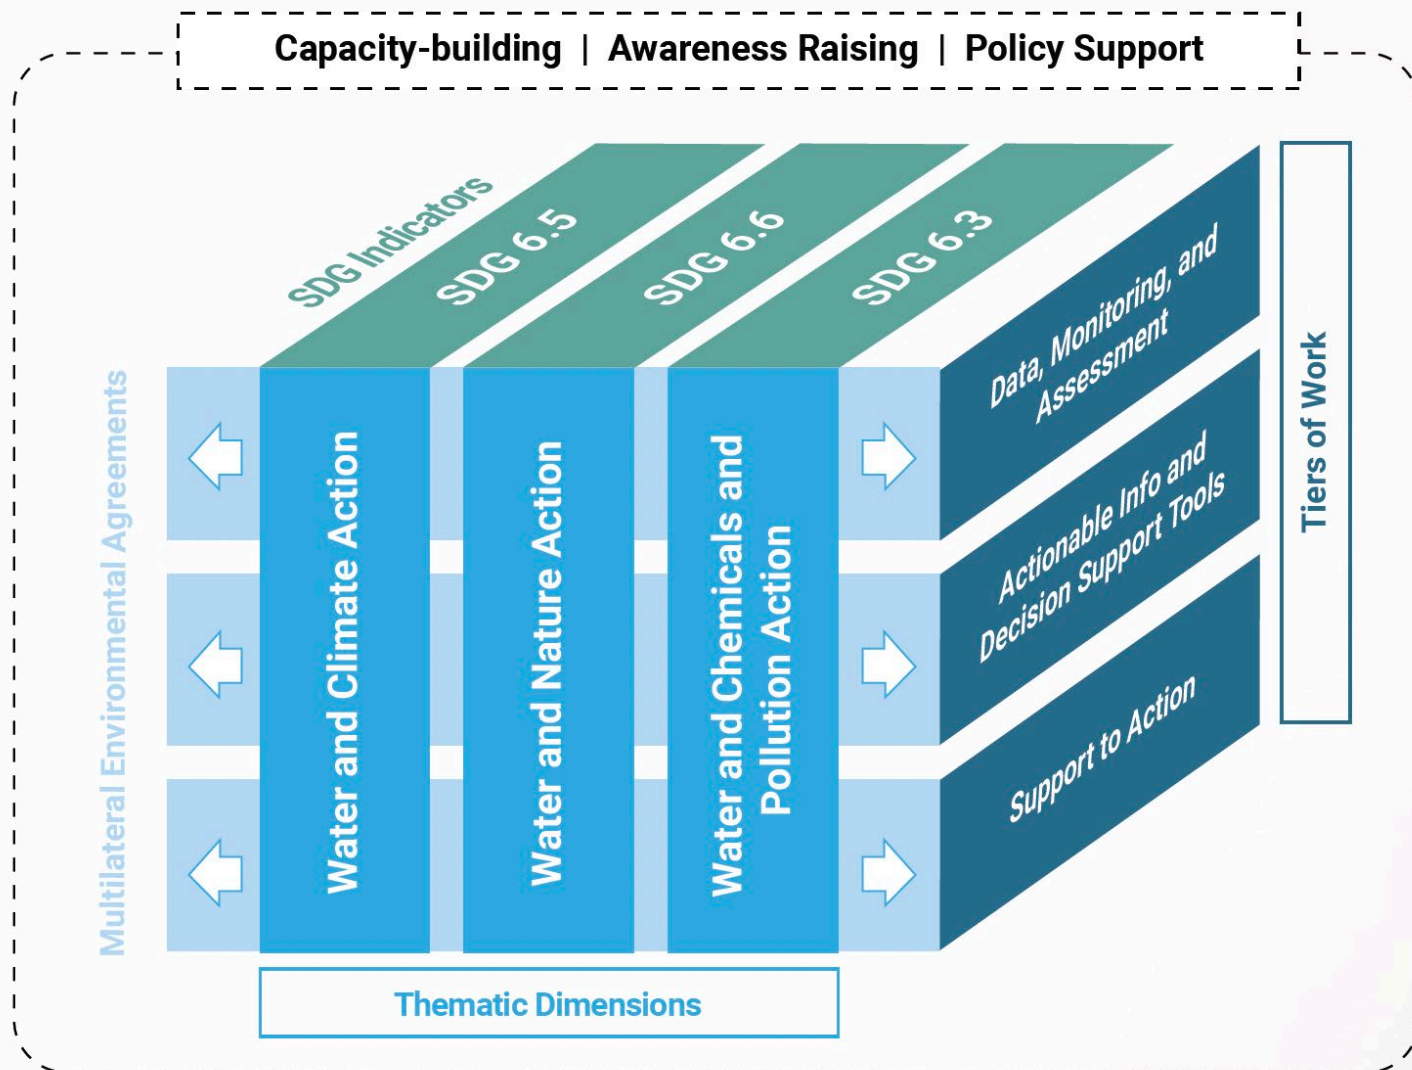 Capacity-building | Awareness Raising | Policy Support
SDG Indicators
SDG 6.5
SDG 6.6
SDG 6.3
Multilateral Environmental Agreements
Water and Climate Action
Water and Nature Action
Water and Chemicals and
Pollution Action
Data, Monitoring, and
Assessment
Actionable Info and
Decision Support Tools
Support to Action
Tiers of Work
Thematic Dimensions